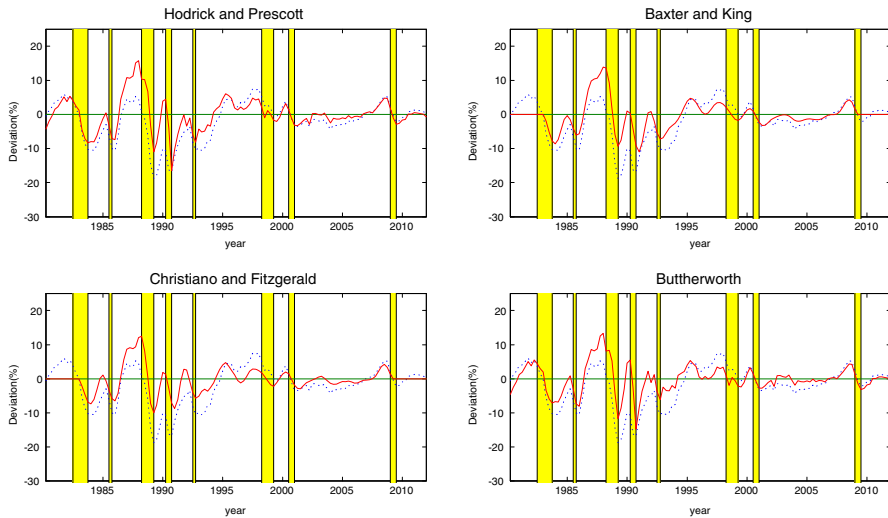 Hodrick and Prescott
Deviation(%)
20
10
0
-10
-20
-30
1985 1990 1995 2000 2005 2010
year
Baxter and King
Deviation(%)
20
10
0
-10
-20
-30
1985 1990 1995 2000 2005 2010
year
Christiano and Fitzgerald
Deviation(%)
20
10
0
-10
-20
-30
1985 1990 1995 2000 2005 2010
year
Buttherworth
Deviation(%)
20
10
0
-10
-20
-30
1985 1990 1995 2000 2005 2010
year